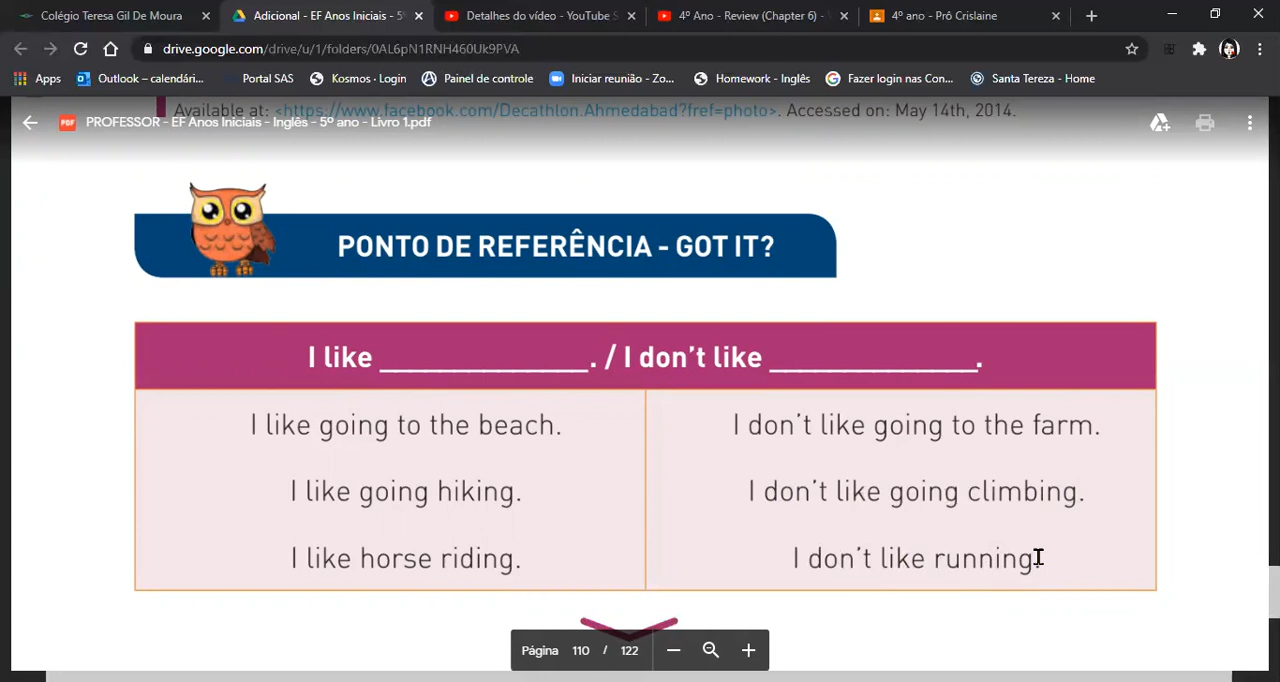 Colégio Teresa Gil De Moura
Adicional - EF Anos Iniciais - 5º
Detalhes do vídeo - YouTube S
4º Ano - Review (Chapter 6) -
4º ano - Prô Crislaine
drive.google.com/drive/u/1/folders/0AL6pN1RNH460Uk9PVA
Apps
Outlook – calendári...
Portal SAS
Kosmos · Login
Painel de controle
Iniciar reunião - Zo...
Homework - Inglês
Fazer login nas Con...
Santa Tereza - Home
Available at: <https://www.facebook.com/Decathlon.Ahmedabad?fref=photo>. Accessed on: May 14th, 2014.
PDF PROFESSOR - EF Anos Iniciais - Inglês - 5º ano - Livro 1.pdf
PONTO DE REFERÊNCIA - GOT IT?
I like ______________. / I don't like ______________.
I like going to the beach.
I don't like going to the farm.
I like going hiking.
I don't like going climbing.
I like horse riding.
I don't like running.
Página 110 / 122